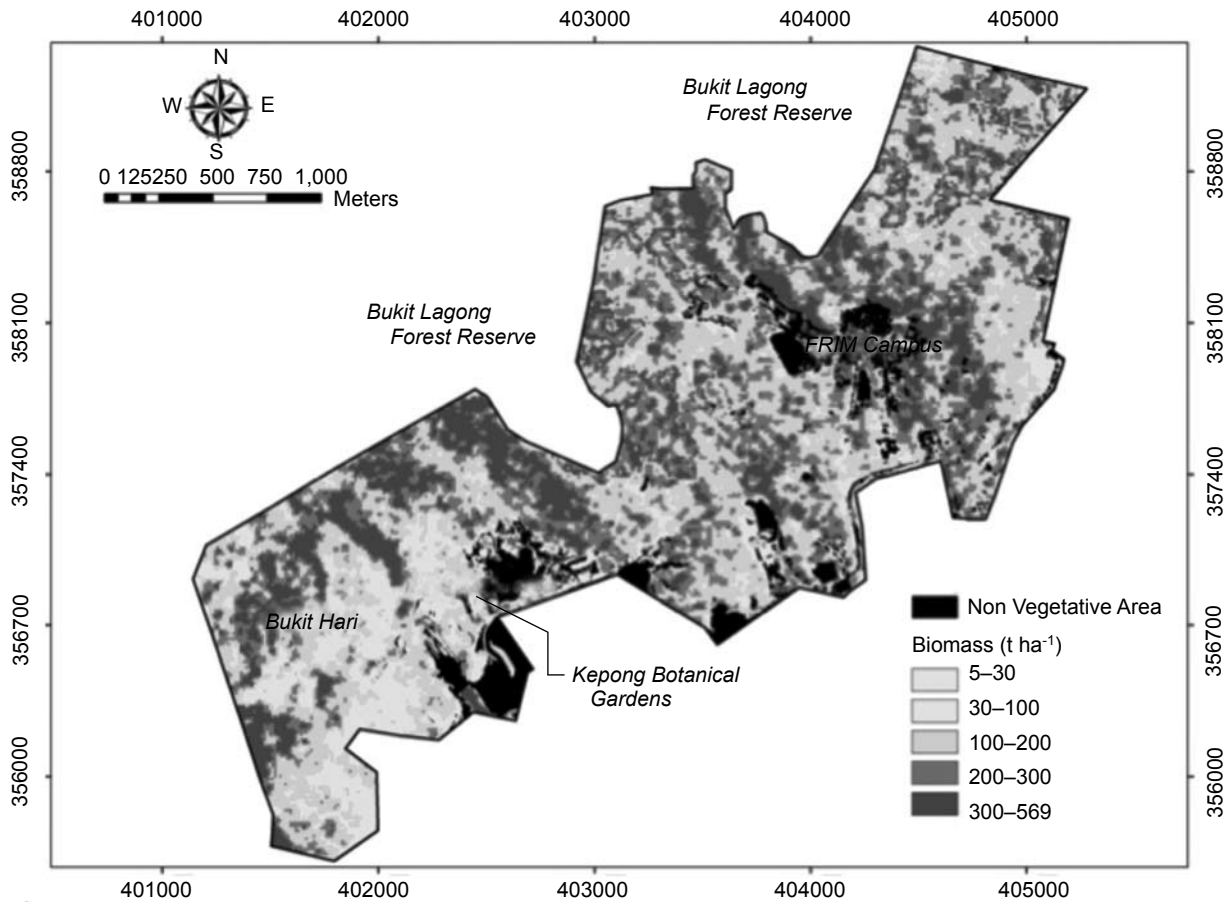 401000 402000 403000 404000 405000
N
W E
S
0 125250 500 750 1,000
Meters
Bukit Lagong
Forest Reserve
358800 358800
Bukit Lagong
Forest Reserve
358100 358100
FRIM Campus
357400 357400
Bukit Hari
356700 356700
Kepong Botanical
Gardens
356000 356000
Non Vegetative Area
Biomass (t ha⁻¹)
5–30
30–100
100–200
200–300
300–569
401000 402000 403000 404000 405000